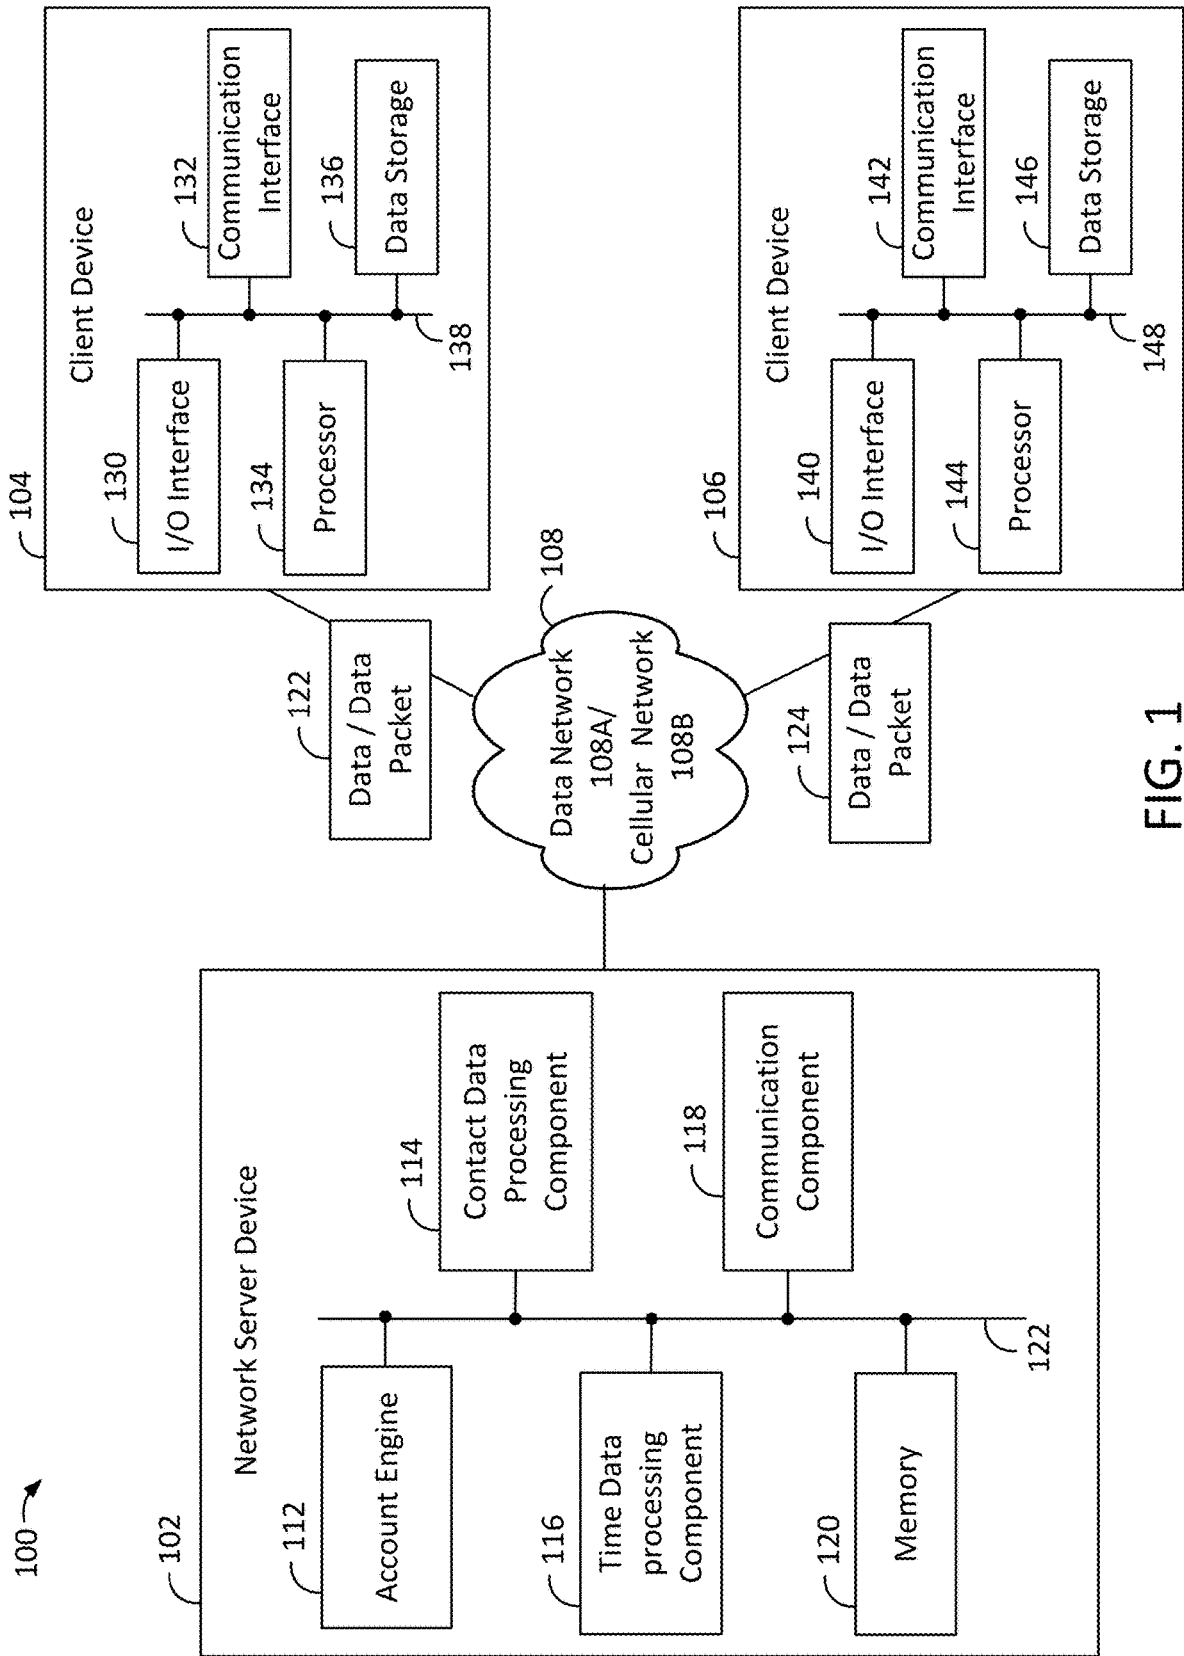 100
102
Network Server Device
112
Account Engine
114
Contact Data
Processing
Component
116
Time Data
processing
Component
118
Communication
Component
120
Memory
122
108
Data Network
108A/
Cellular Network
108B
122
Data / Data
Packet
124
Data / Data
Packet
104
Client Device
130
I/O Interface
132
Communication
Interface
134
Processor
136
Data Storage
138
106
Client Device
140
I/O Interface
142
Communication
Interface
144
Processor
146
Data Storage
148
FIG. 1